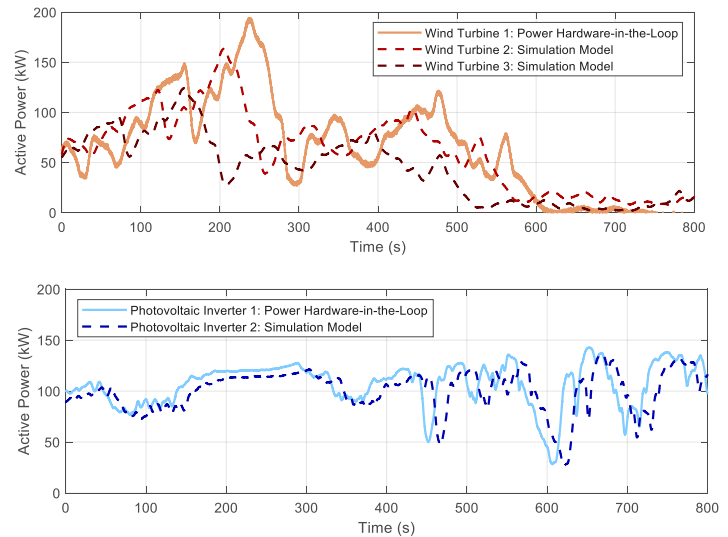 200
150
100
50
0
Active Power (kW)
Wind Turbine 1: Power Hardware-in-the-Loop
Wind Turbine 2: Simulation Model
Wind Turbine 3: Simulation Model
0 100 200 300 400 500 600 700 800
Time (s)
200
150
100
50
0
Active Power (kW)
Photovoltaic Inverter 1: Power Hardware-in-the-Loop
Photovoltaic Inverter 2: Simulation Model
0 100 200 300 400 500 600 700 800
Time (s)